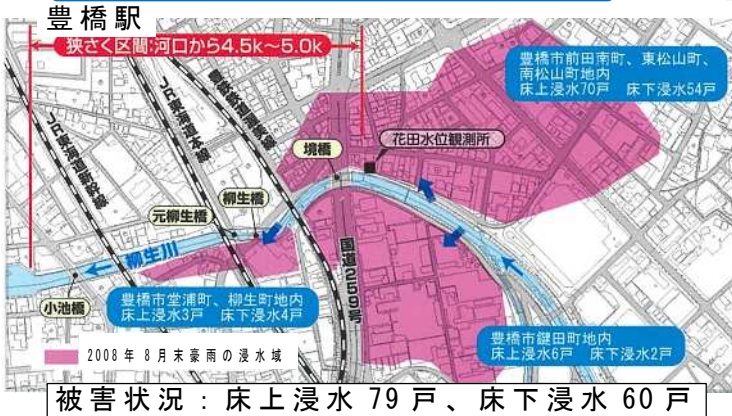 豊橋駅
狭さく区間:河口から4.5k～5.0k
豊橋市前田南町、東松山町、
南松山町地内
床上浸水70戸 床下浸水54戸
JR東海道新幹線
JR東海道本線
豊鉄鉄道渥美線
境橋
花田水位観測所
柳生橋
元柳生橋
柳生川
小池橋
国道259号
豊橋市堂浦町、柳生町地内
床上浸水3戸 床下浸水4戸
豊橋市鍵田町地内
床上浸水6戸 床下浸水2戸
2008年8月末豪雨の浸水域
被害状況：床上浸水79戸、床下浸水60戸